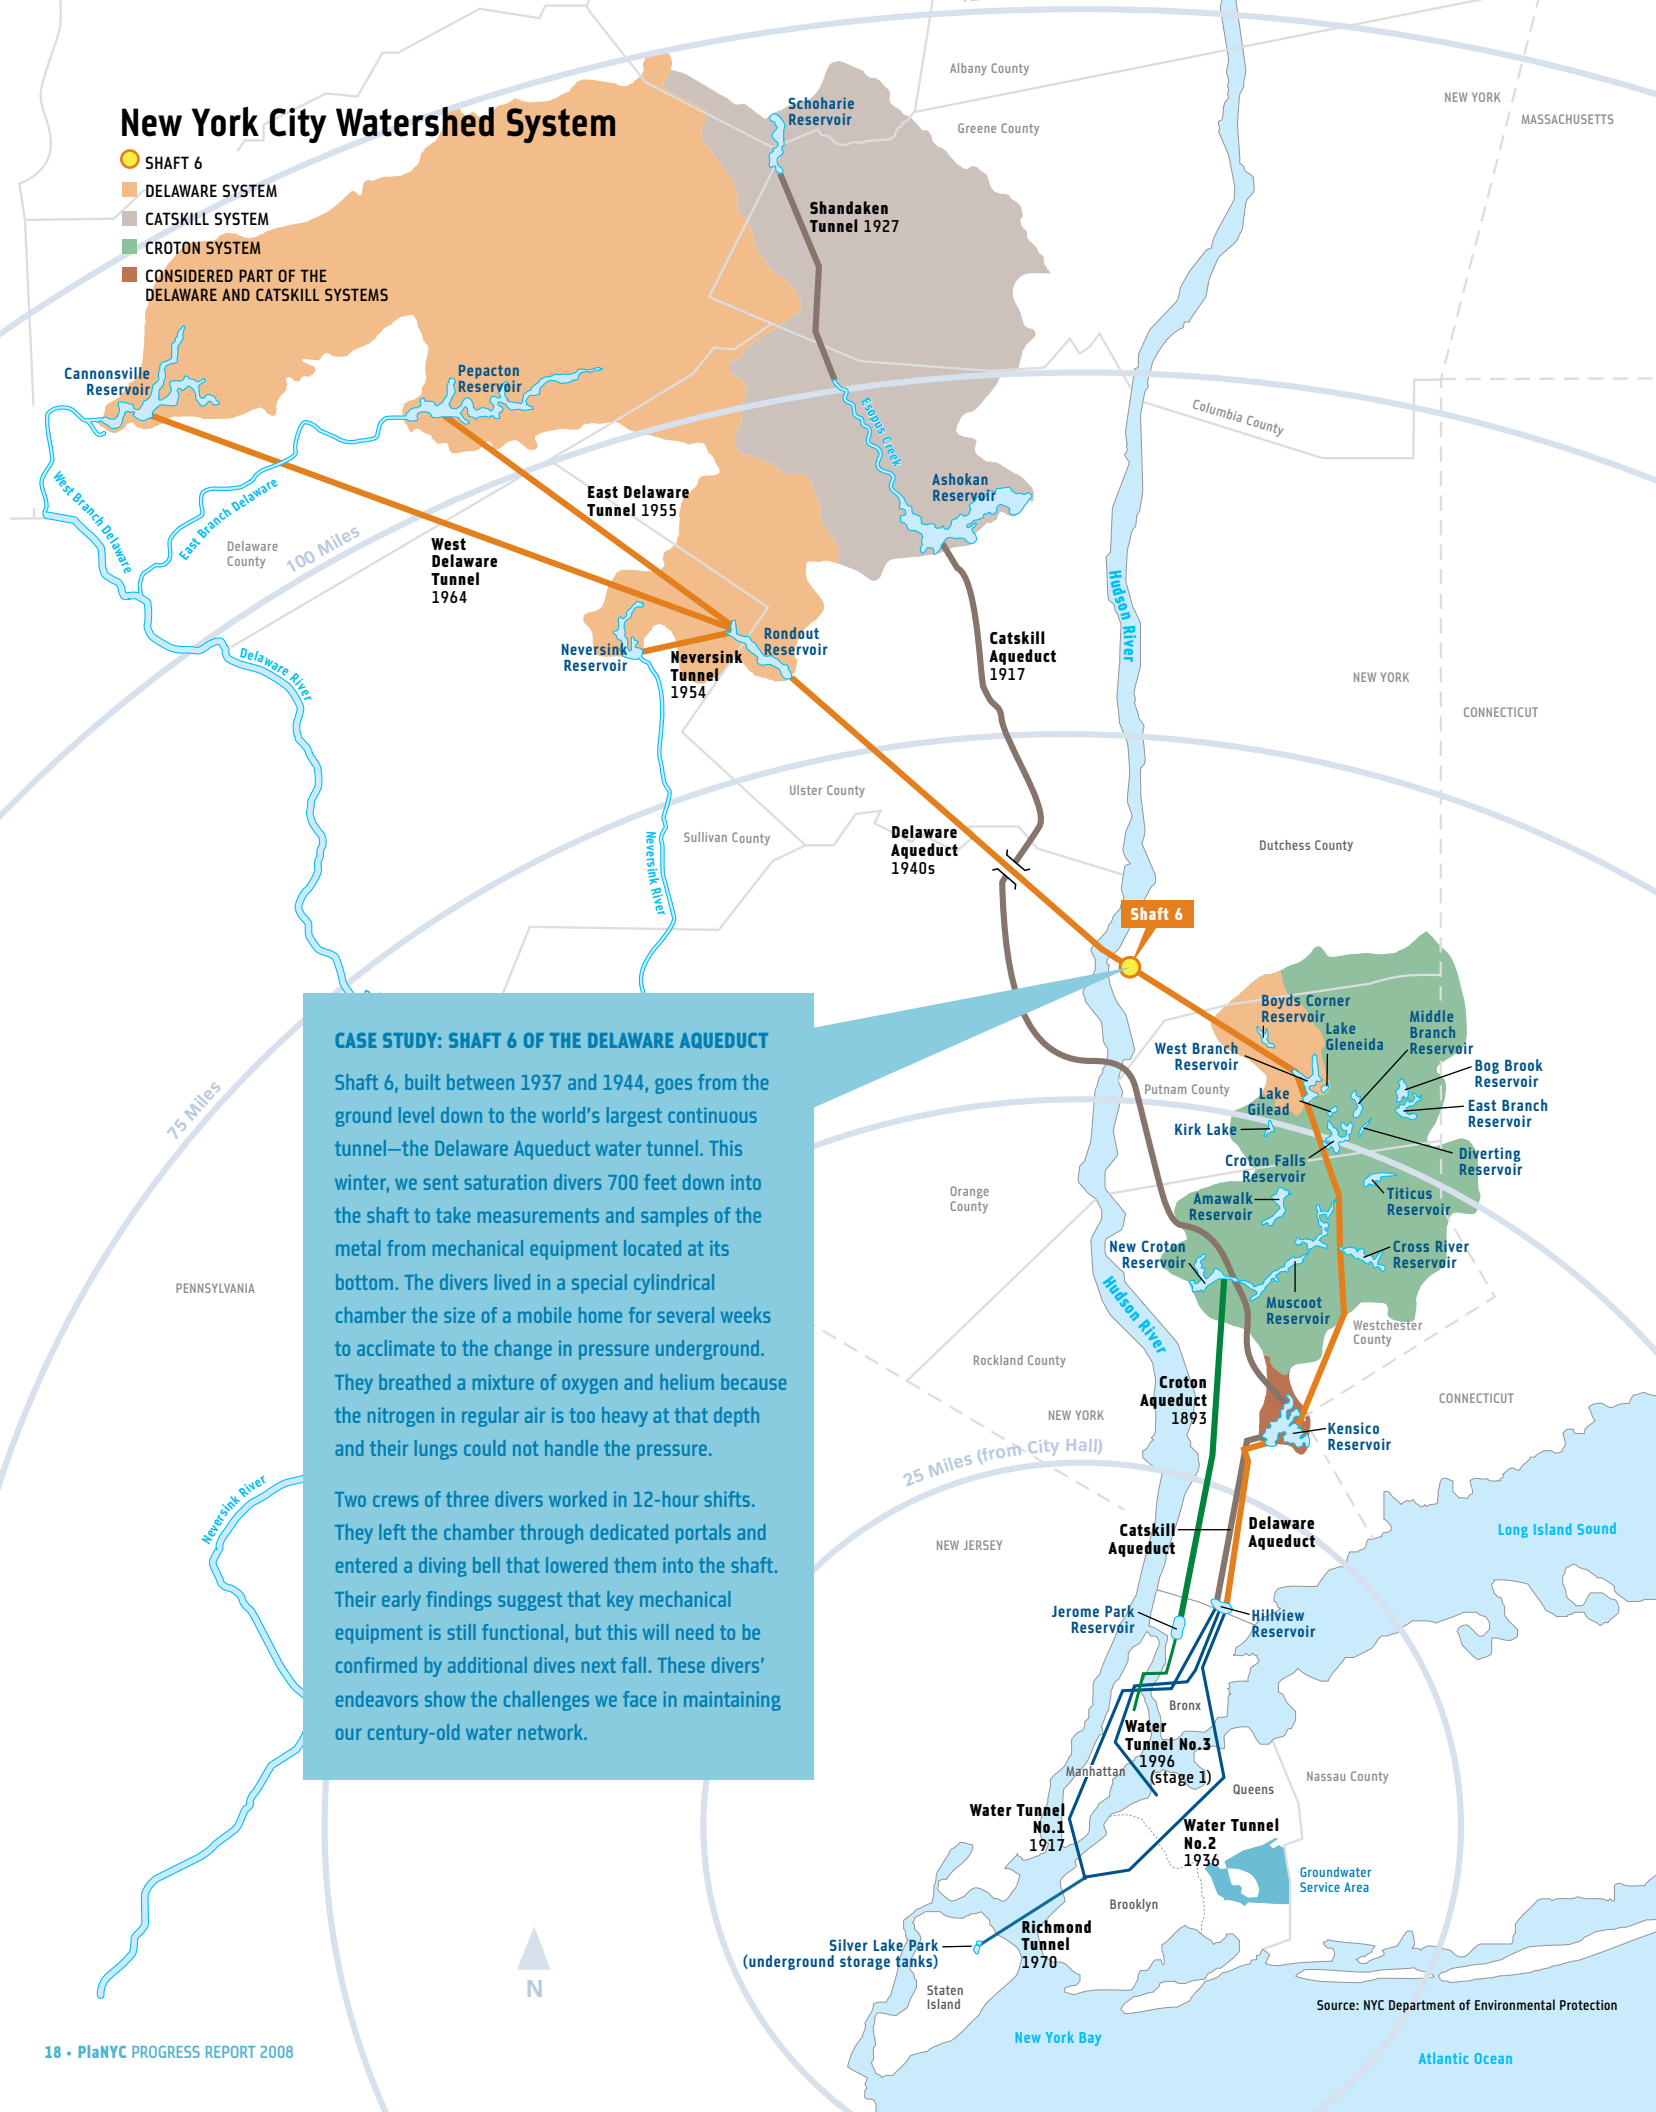 New York City Watershed System
SHAFT 6
DELAWARE SYSTEM
CATSKILL SYSTEM
CROTON SYSTEM
CONSIDERED PART OF THE
DELAWARE AND CATSKILL SYSTEMS
Albany County
NEW YORK
MASSACHUSETTS
Schoharie
Reservoir
Greene County
Shandaken
Tunnel 1927
Cannonsville
Reservoir
Pepacton
Reservoir
Esopus Creek
Columbia County
Ashokan
Reservoir
West Branch Delaware
East Branch Delaware
Delaware
County
100 Miles
East Delaware
Tunnel 1955
West
Delaware
Tunnel
1964
Hudson River
Neversink
Reservoir
Neversink
Tunnel
1954
Rondout
Reservoir
Catskill
Aqueduct
1917
Delaware River
NEW YORK
CONNECTICUT
Ulster County
Sullivan County
Neversink River
Delaware
Aqueduct
1940s
Dutchess County
Shaft 6
Boyds Corner
Reservoir
Lake
Gleneida
Middle
Branch
Reservoir
West Branch
Reservoir
Bog Brook
Reservoir
Putnam County
Lake
Gilead
East Branch
Reservoir
Kirk Lake
Croton Falls
Reservoir
Diverting
Reservoir
Amawalk
Reservoir
Titicus
Reservoir
New Croton
Reservoir
Cross River
Reservoir
Muscoot
Reservoir
Westchester
County
75 Miles
Orange
County
PENNSYLVANIA
Hudson River
Rockland County
NEW YORK
CONNECTICUT
Croton
Aqueduct
1893
Kensico
Reservoir
25 Miles (from City Hall)
CASE STUDY: SHAFT 6 OF THE DELAWARE AQUEDUCT
Shaft 6, built between 1937 and 1944, goes from the
ground level down to the world's largest continuous
tunnel—the Delaware Aqueduct water tunnel. This
winter, we sent saturation divers 700 feet down into
the shaft to take measurements and samples of the
metal from mechanical equipment located at its
bottom. The divers lived in a special cylindrical
chamber the size of a mobile home for several weeks
to acclimate to the change in pressure underground.
They breathed a mixture of oxygen and helium because
the nitrogen in regular air is too heavy at that depth
and their lungs could not handle the pressure.
Two crews of three divers worked in 12-hour shifts.
They left the chamber through dedicated portals and
entered a diving bell that lowered them into the shaft.
Their early findings suggest that key mechanical
equipment is still functional, but this will need to be
confirmed by additional dives next fall. These divers'
endeavors show the challenges we face in maintaining
our century-old water network.
Neversink River
NEW JERSEY
Catskill
Aqueduct
Delaware
Aqueduct
Long Island Sound
Jerome Park
Reservoir
Hillview
Reservoir
Bronx
Water
Tunnel No.3
1996
(stage 1)
Manhattan
Queens
Nassau County
Water Tunnel
No.1
1917
Water Tunnel
No.2
1936
Groundwater
Service Area
Brooklyn
Richmond
Tunnel
1970
Silver Lake Park
(underground storage tanks)
Staten
Island
N
Source: NYC Department of Environmental Protection
New York Bay
Atlantic Ocean
18 • PlaNYC PROGRESS REPORT 2008